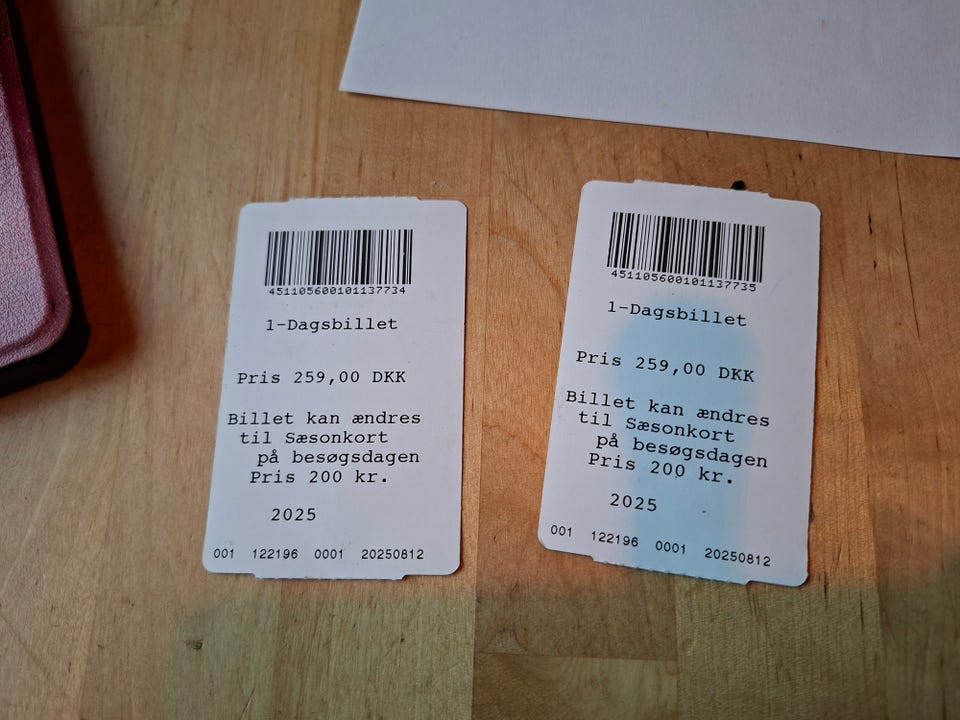 451105600101137734
1-Dagsbillet
Pris 259,00 DKK
Billet kan ændres
til Sæsonkort
på besøgsdagen
Pris 200 kr.
2025
001 122196 0001 20250812
451105600101137735
1-Dagsbillet
Pris 259,00 DKK
Billet kan ændres
til Sæsonkort
på besøgsdagen
Pris 200 kr.
2025
001 122196 0001 20250812